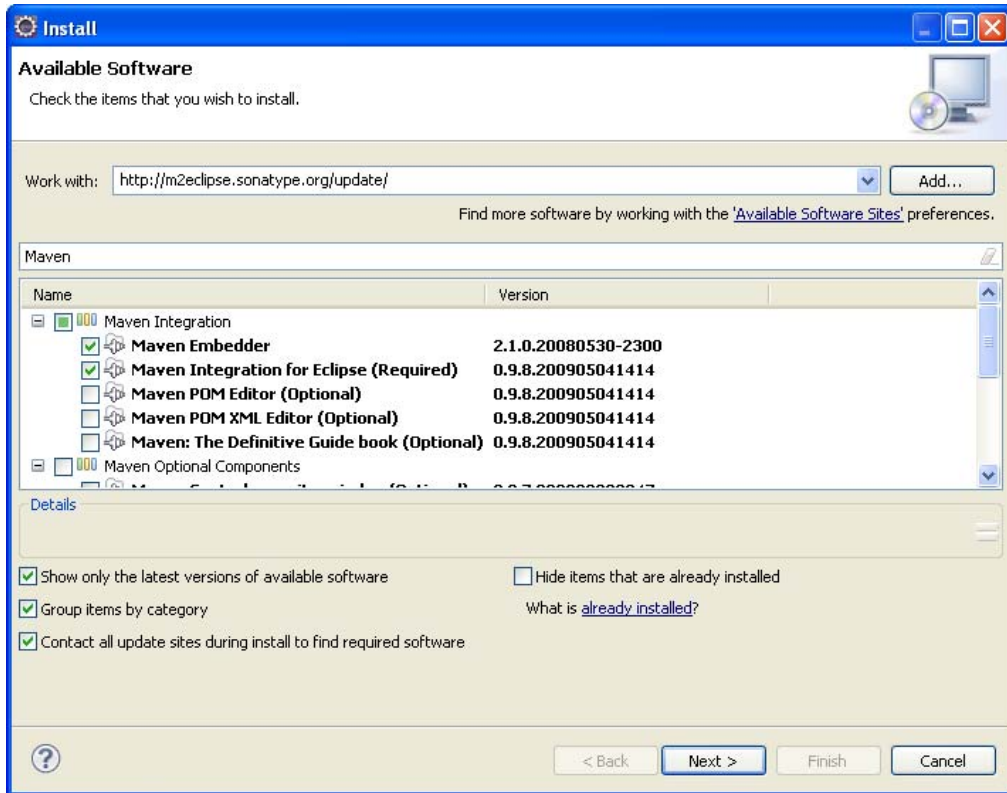 Install
Available Software
Check the items that you wish to install.
Work with: http://m2eclipse.sonatype.org/update/ Add...
Find more software by working with the 'Available Software Sites' preferences.
Maven
Name Version
Maven Integration
Maven Embedder 2.1.0.20080530-2300
Maven Integration for Eclipse (Required) 0.9.8.200905041414
Maven POM Editor (Optional) 0.9.8.200905041414
Maven POM XML Editor (Optional) 0.9.8.200905041414
Maven: The Definitive Guide book (Optional) 0.9.8.200905041414
Maven Optional Components
Details
Show only the latest versions of available software Hide items that are already installed
Group items by category What is already installed?
Contact all update sites during install to find required software
? < Back Next > Finish Cancel